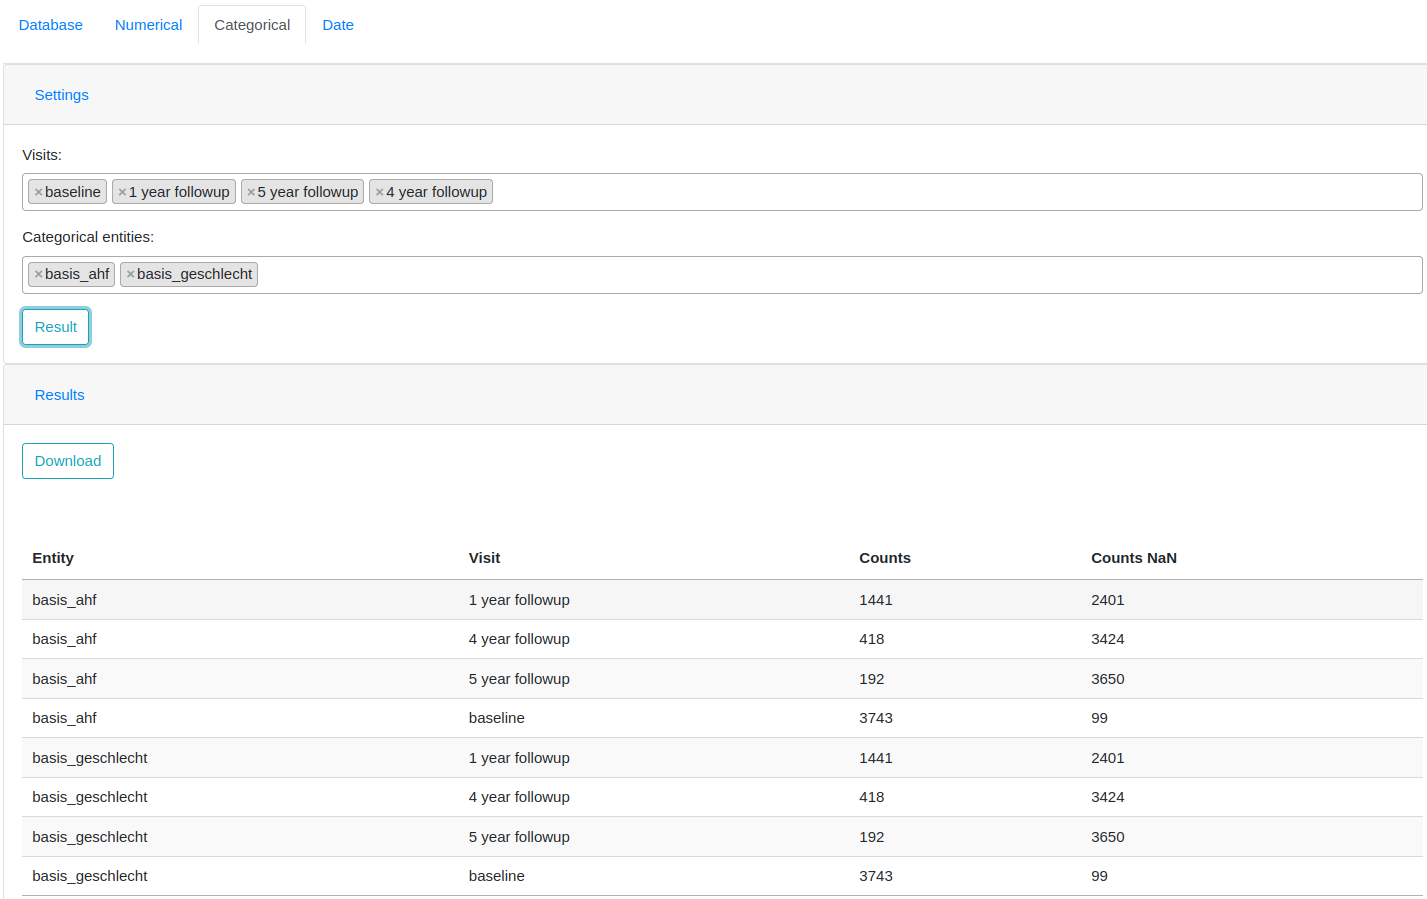 Database Numerical Categorical Date
Settings
Visits:
×baseline ×1 year followup ×5 year followup ×4 year followup
Categorical entities:
×basis_ahf ×basis_geschlecht
Result
Results
Download
Entity Visit Counts Counts NaN
basis_ahf 1 year followup 1441 2401
basis_ahf 4 year followup 418 3424
basis_ahf 5 year followup 192 3650
basis_ahf baseline 3743 99
basis_geschlecht 1 year followup 1441 2401
basis_geschlecht 4 year followup 418 3424
basis_geschlecht 5 year followup 192 3650
basis_geschlecht baseline 3743 99